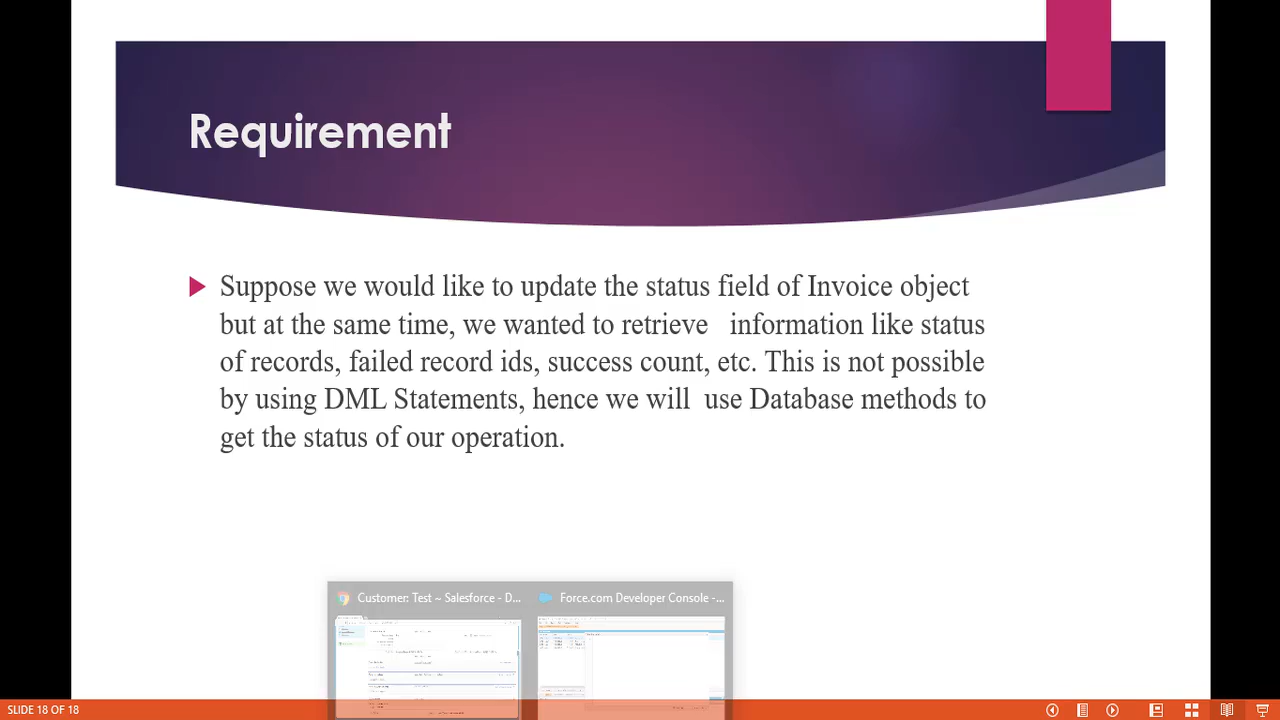 Requirement
Suppose we would like to update the status field of Invoice object
but at the same time, we wanted to retrieve information like status
of records, failed record ids, success count, etc. This is not possible
by using DML Statements, hence we will use Database methods to
get the status of our operation.
Customer: Test ~ Salesforce - D...
Force.com Developer Console -...
SLIDE 18 OF 18